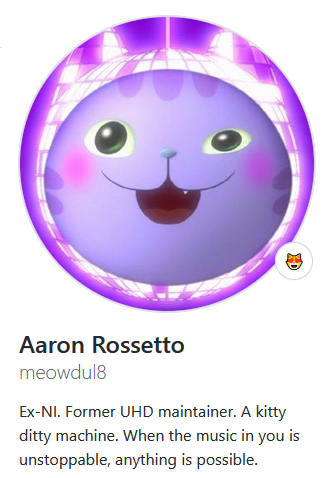 Aaron Rossetto
meowdul8
Ex-NI. Former UHD maintainer. A kitty
ditty machine. When the music in you is
unstoppable, anything is possible.